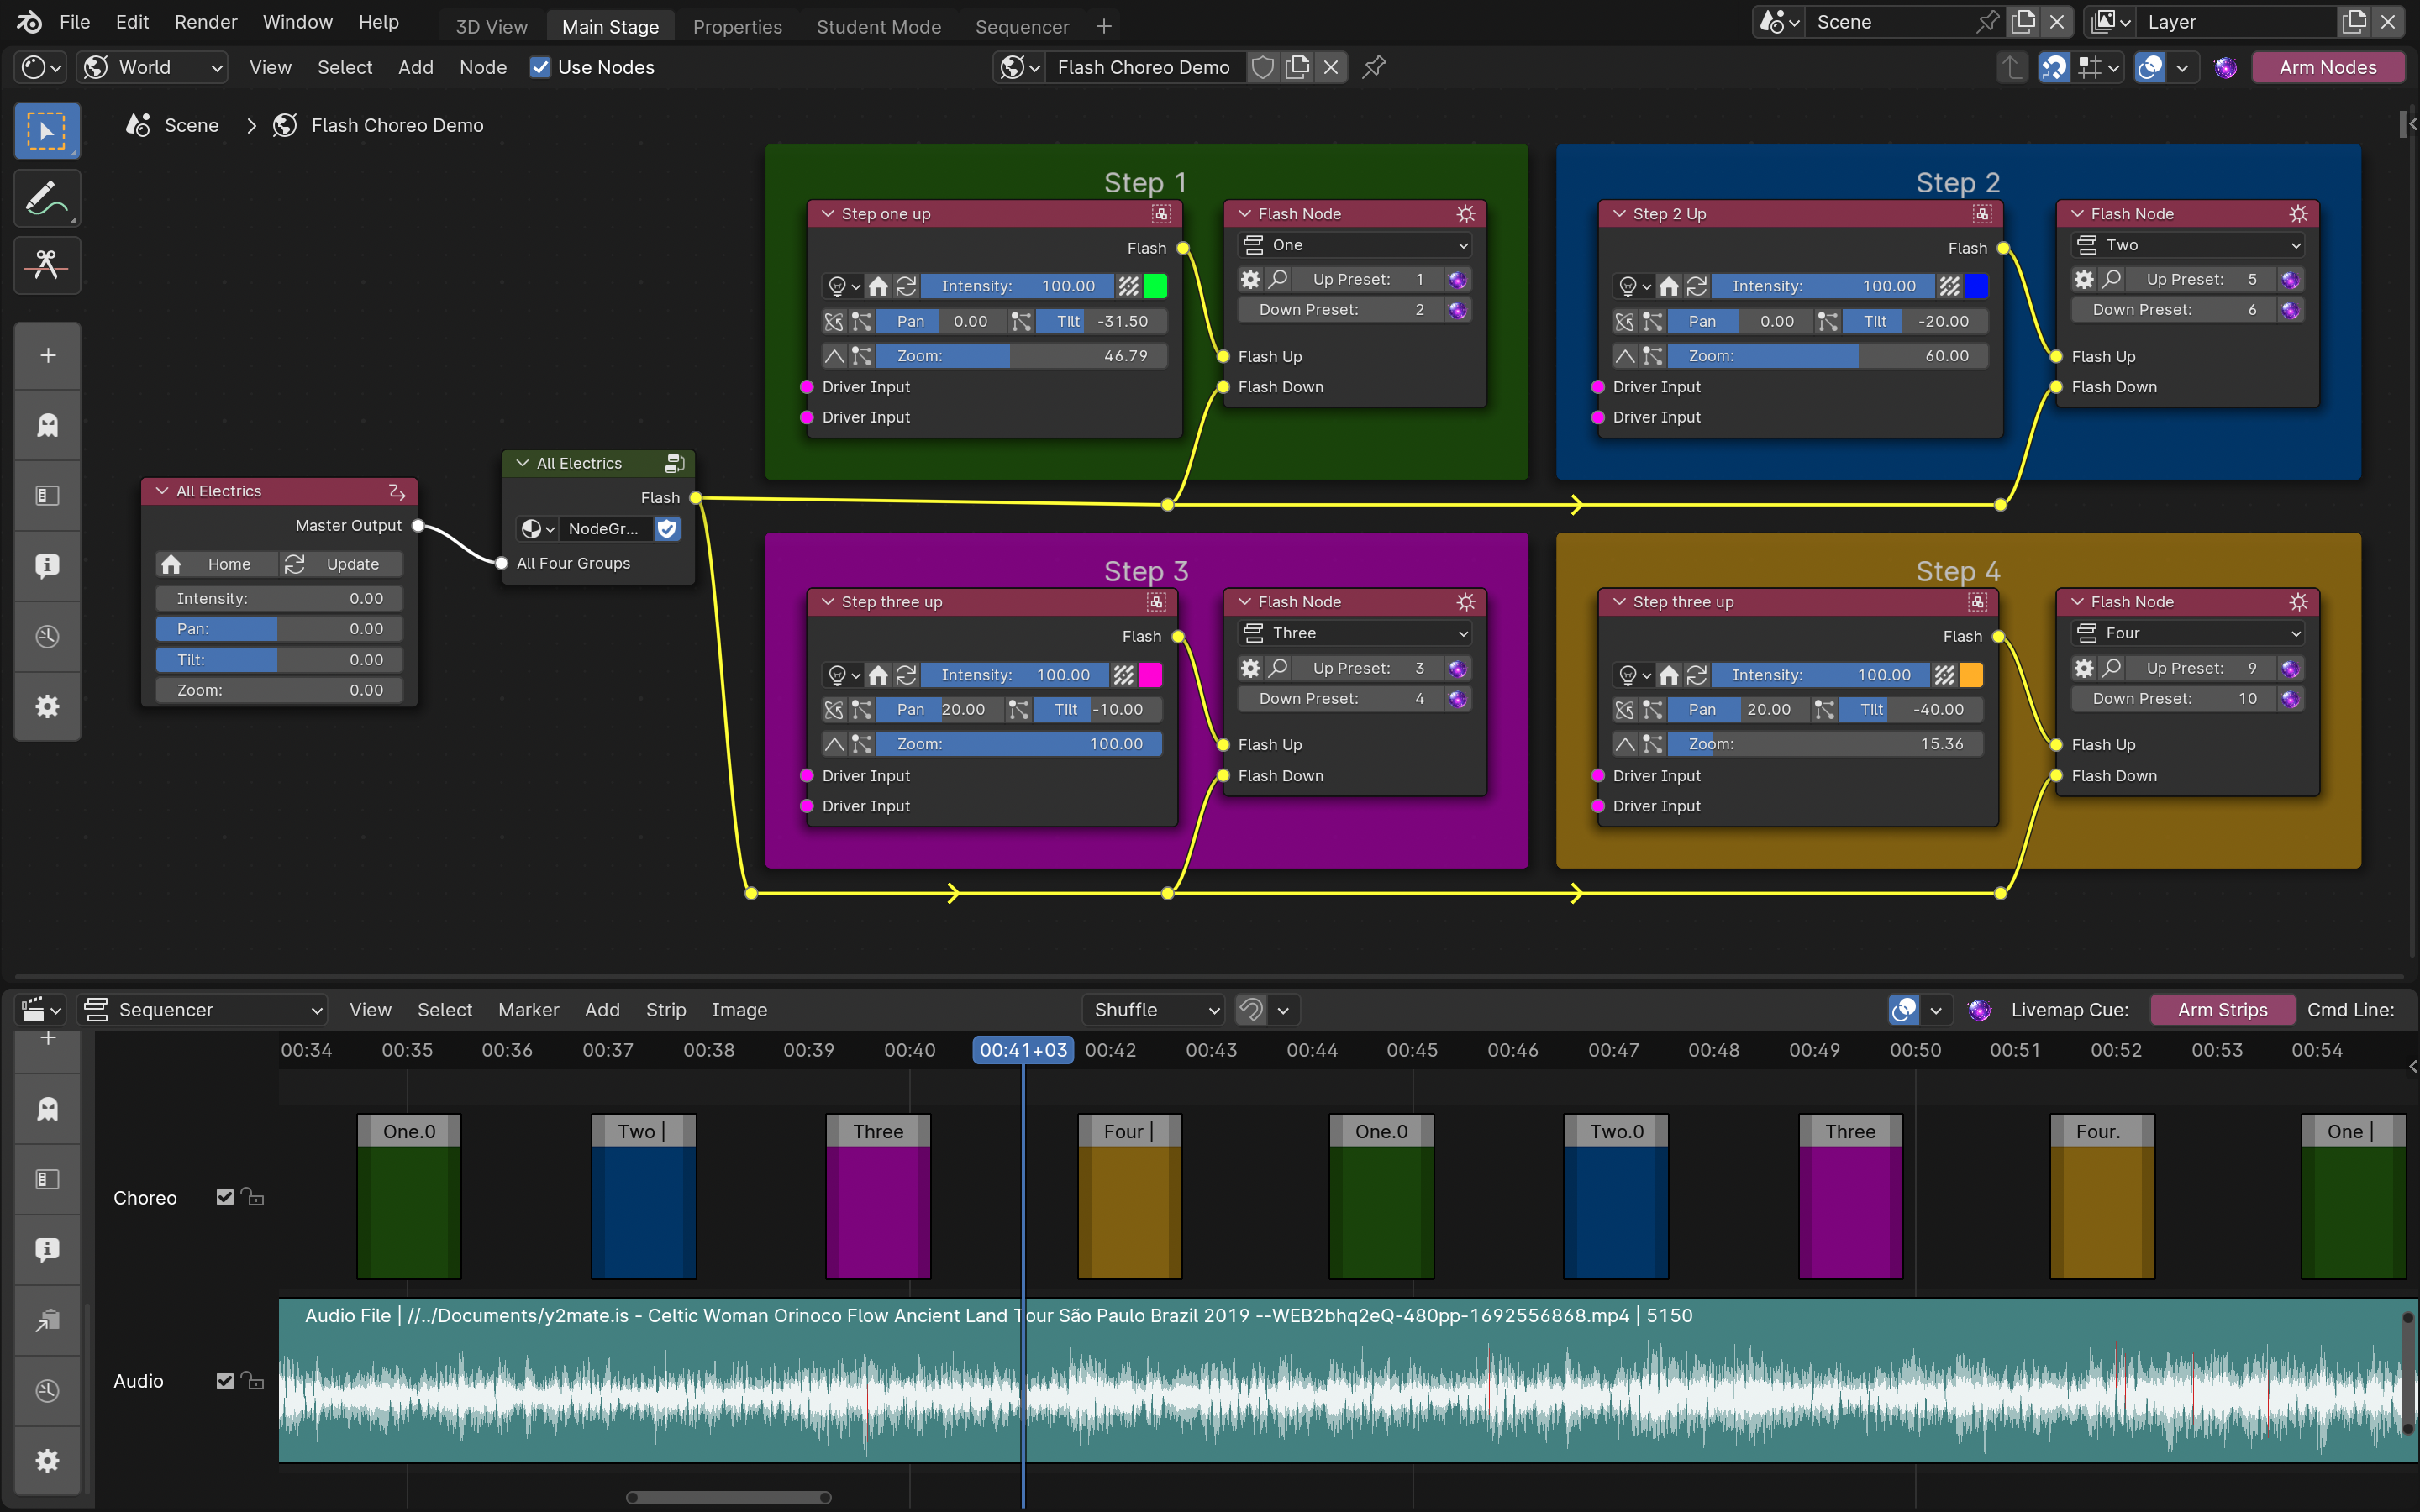 File Edit Render Window Help 3D View Main Stage Properties Student Mode Sequencer + Scene Layer
World View Select Add Node Use Nodes Flash Choreo Demo Arm Nodes
Scene > Flash Choreo Demo
Step 1
Step one up
Flash
Intensity: 100.00
Pan 0.00 Tilt -31.50
Zoom: 46.79
Driver Input
Driver Input
Flash Node
One
Up Preset: 1
Down Preset: 2
Flash Up
Flash Down
Step 2
Step 2 Up
Flash
Intensity: 100.00
Pan 0.00 Tilt -20.00
Zoom: 60.00
Driver Input
Driver Input
Flash Node
Two
Up Preset: 5
Down Preset: 6
Flash Up
Flash Down
All Electrics
Master Output
Home Update
Intensity: 0.00
Pan: 0.00
Tilt: 0.00
Zoom: 0.00
All Electrics
Flash
NodeGr...
All Four Groups
Step 3
Step three up
Flash
Intensity: 100.00
Pan 20.00 Tilt -10.00
Zoom: 100.00
Driver Input
Driver Input
Flash Node
Three
Up Preset: 3
Down Preset: 4
Flash Up
Flash Down
Step 4
Step three up
Flash
Intensity: 100.00
Pan 20.00 Tilt -40.00
Zoom: 15.36
Driver Input
Driver Input
Flash Node
Four
Up Preset: 9
Down Preset: 10
Flash Up
Flash Down
Sequencer View Select Marker Add Strip Image Shuffle Livemap Cue: Arm Strips Cmd Line:
00:34 00:35 00:36 00:37 00:38 00:39 00:40 00:41+03 00:42 00:43 00:44 00:45 00:46 00:47 00:48 00:49 00:50 00:51 00:52 00:53 00:54
One.0 Two | Three Four | One.0 Two.0 Three Four. One |
Choreo
Audio File | //../Documents/y2mate.is - Celtic Woman Orinoco Flow Ancient Land Tour São Paulo Brazil 2019 --WEB2bhq2eQ-480pp-1692556868.mp4 | 5150
Audio